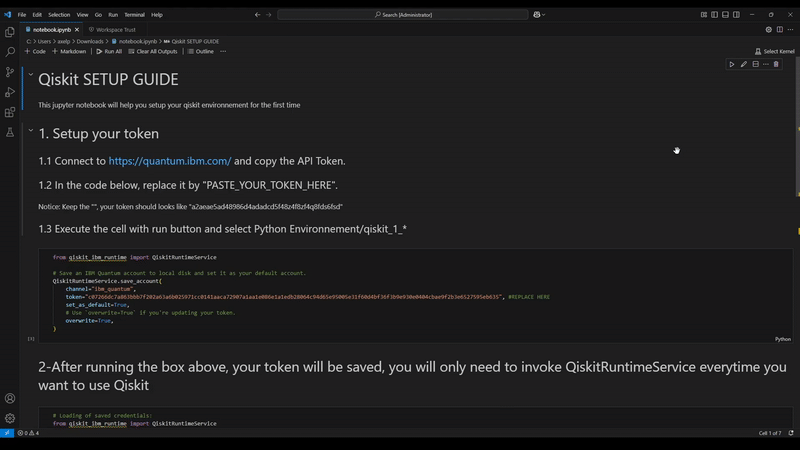 File Edit Selection View Go Run Terminal Help
Search [Administrator]
notebook.ipynb
Workspace Trust
C: > Users > axelp > Downloads > notebook.ipynb > M↓ Qiskit SETUP GUIDE
+ Code + Markdown Run All Clear All Outputs Outline ...
Select Kernel
Qiskit SETUP GUIDE
This jupyter notebook will help you setup your qiskit environnement for the first time
1. Setup your token
1.1 Connect to https://quantum.ibm.com/ and copy the API Token.
1.2 In the code below, replace it by "PASTE_YOUR_TOKEN_HERE".
Notice: Keep the "", your token should looks like "a2aeae5ad48986d4adadcd5f48z4f8zf4q8fds6fsd"
1.3 Execute the cell with run button and select Python Environnement/qiskit_1_*
from qiskit_ibm_runtime import QiskitRuntimeService
# Save an IBM Quantum account to local disk and set it as your default account.
QiskitRuntimeService.save_account(
channel="ibm_quantum",
token= #REPLACE HERE
set_as_default=True,
# Use `overwrite=True` if you're updating your token.
overwrite=True,
)
[1]
Python
2-After running the box above, your token will be saved, you will only need to invoke QiskitRuntimeService everytime you
want to use Qiskit
# Loading of saved credentials:
from qiskit_ibm_runtime import QiskitRuntimeService
0 4
Cell 1 of 7